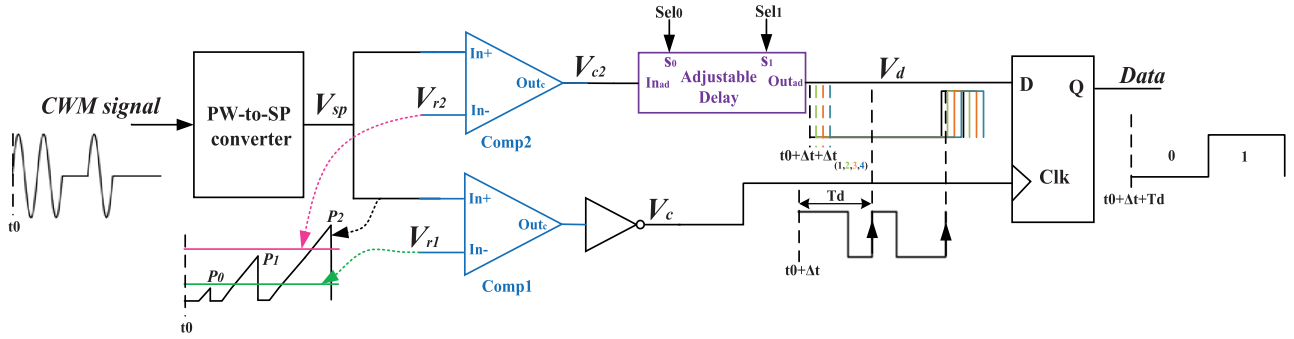 Sel0
Sel1
CWM signal
PW-to-SP
converter
Vsp
Vr2
In+
In-
Outc
Comp2
Vc2
S0
S1
Inad
Adjustable
Delay
Outad
Vd
D
Q
Clk
Data
t0+Δt+Δt(1,2,3,4)
0
1
t0+Δt+Td
t0
P0
P1
P2
t0
Vr1
In+
In-
Outc
Comp1
Vc
Td
t0+Δt